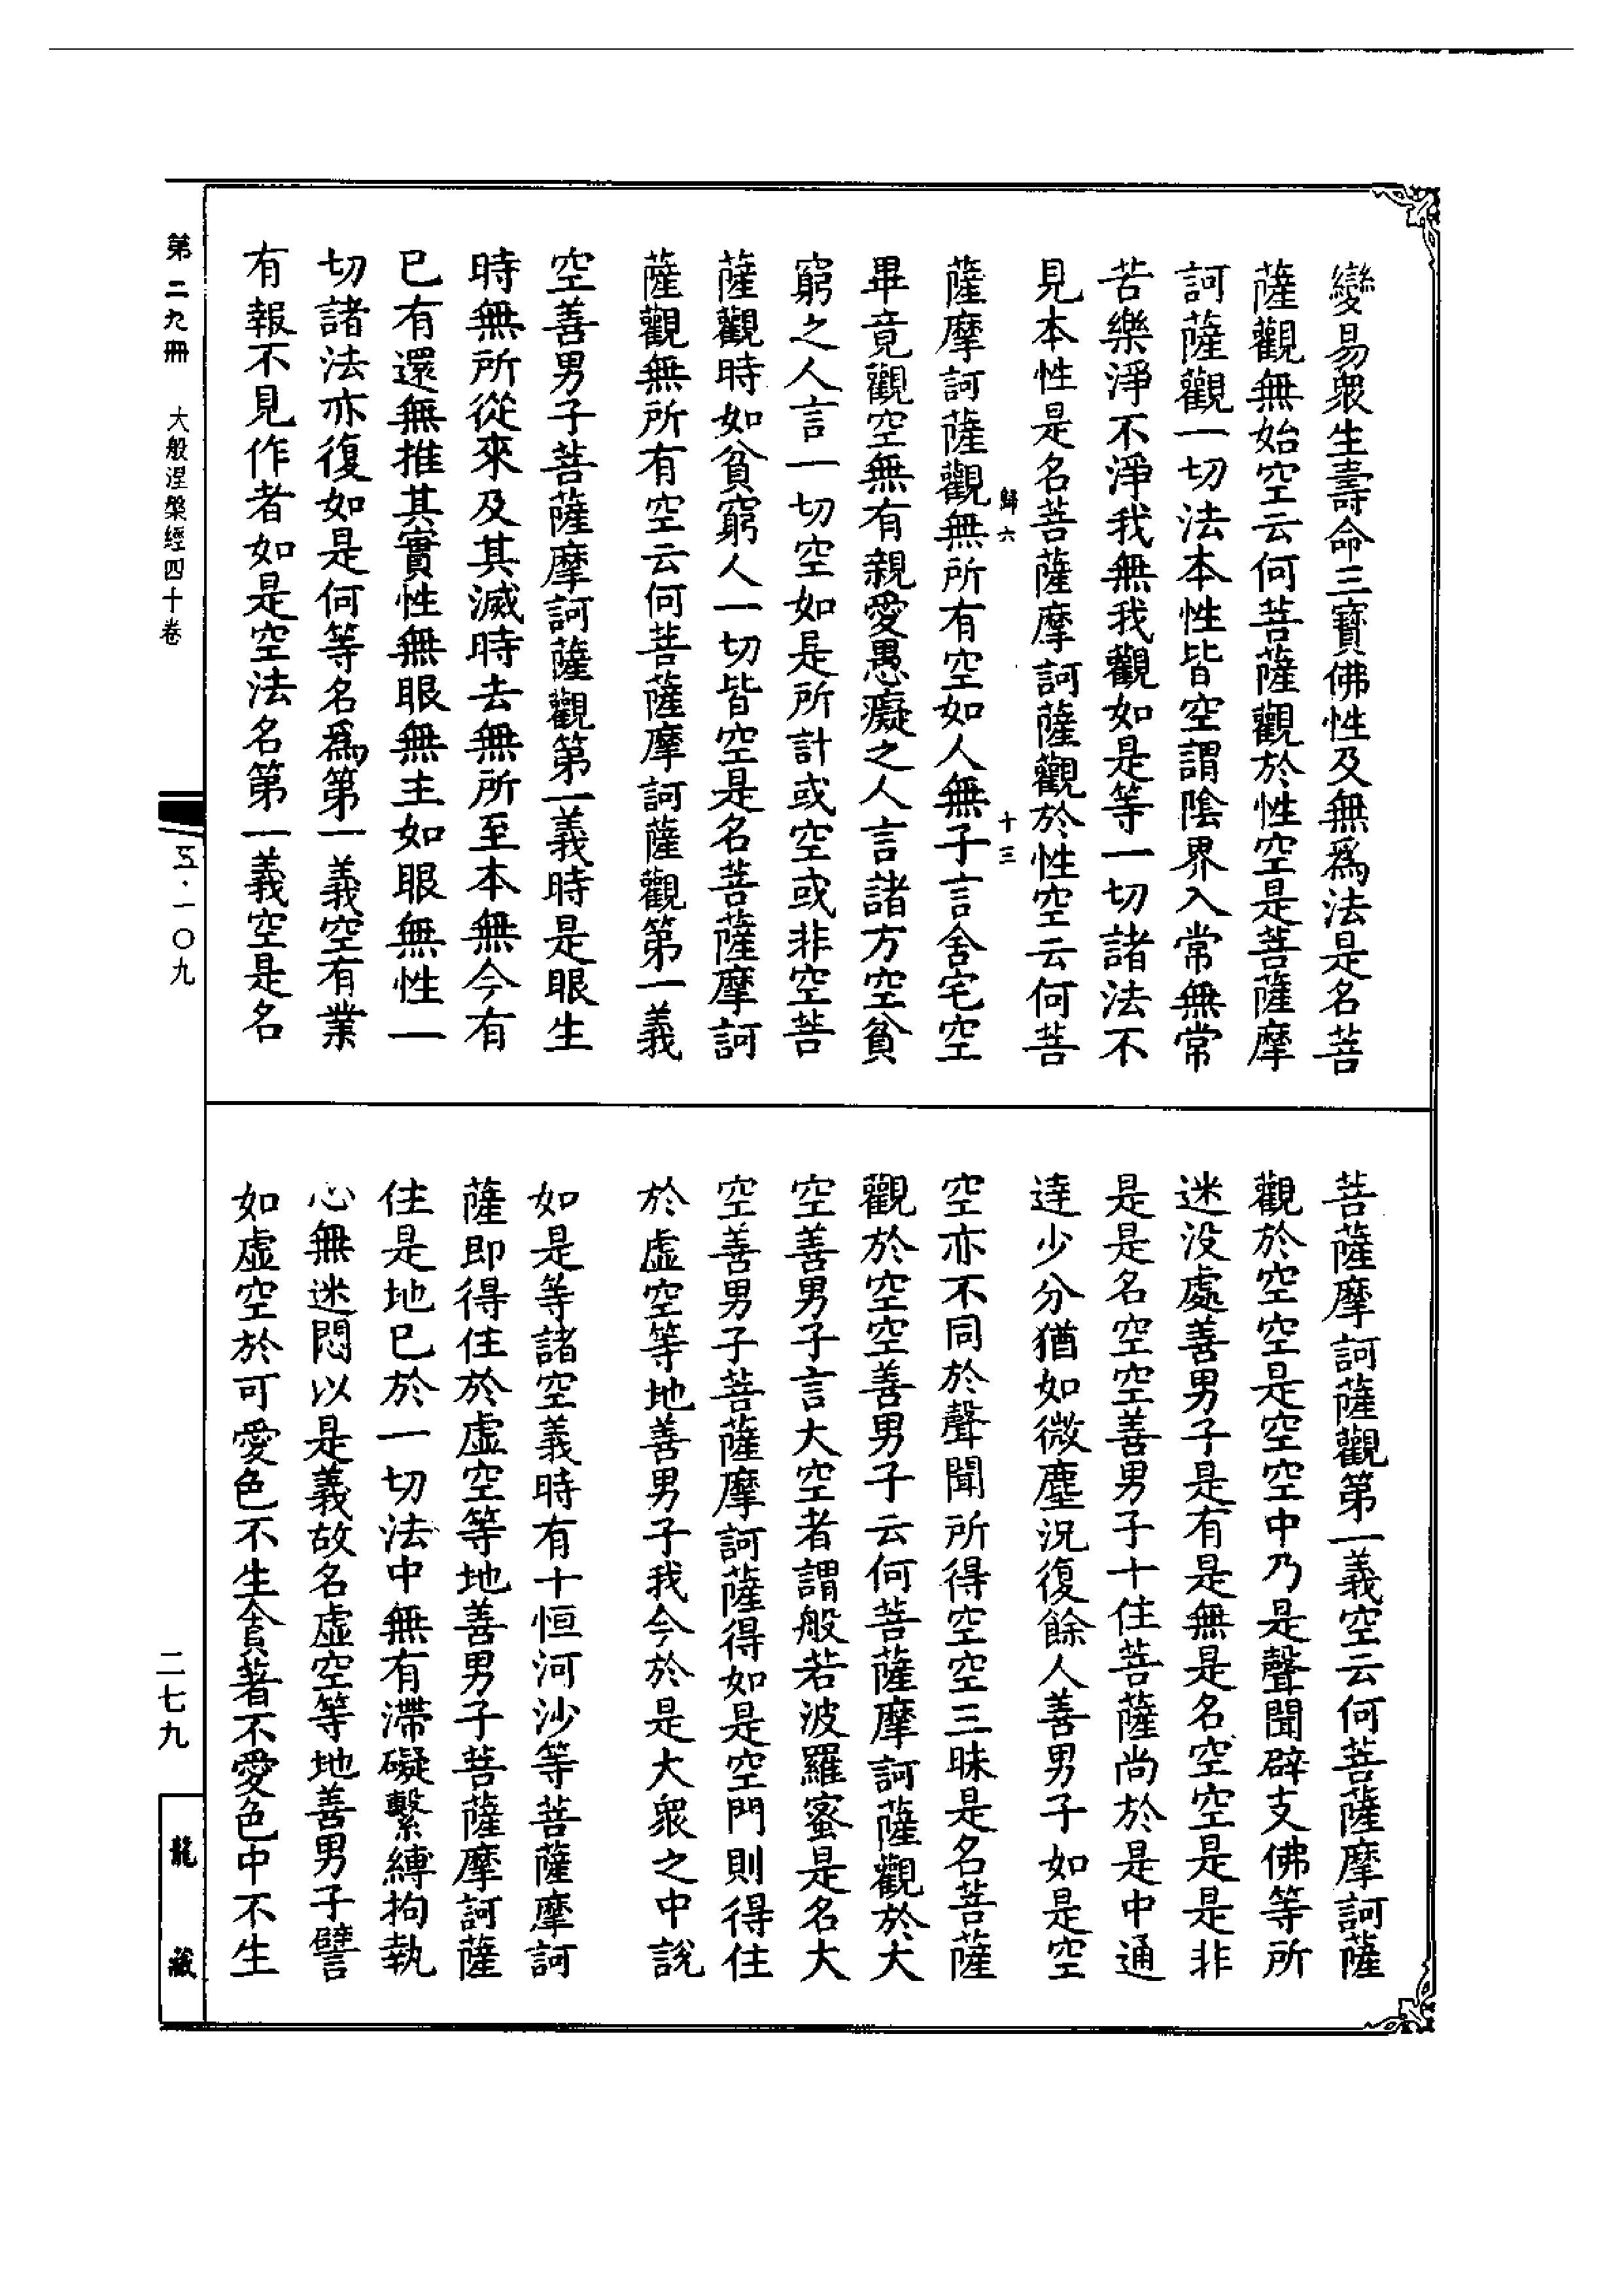 變易衆生壽命三寶佛性及無爲法是名菩
薩觀無始空云何菩薩觀於性空是菩薩摩
訶薩觀一切法本性皆空謂陰界入常無常
苦樂淨不淨我無我觀如是等一切諸法不
見本性是名菩薩摩訶薩觀於性空云何菩
歸六
十三
薩摩訶薩觀無所有空如人無子言舍宅空
畢竟觀空無有親愛愚癡之人言諸方空貧
窮之人言一切空如是所計或空或非空菩
薩觀時如貧窮人一切皆空是名菩薩摩訶
薩觀無所有空云何菩薩摩訶薩觀第一義
空善男子菩薩摩訶薩觀第一義時是眼生
時無所從來及其滅時去無所至本無今有
已有還無推其實性無眼無主如眼無性一
切諸法亦復如是何等名爲第一義空有業
有報不見作者如是空法名第一義空是名
菩薩摩訶薩觀第一義空云何菩薩摩訶薩
觀於空空是空空中乃是聲聞辟支佛等所
迷没處善男子是有是無是名空空是是非
是是名空空善男子十住菩薩尚於是中通
達少分猶如微塵況復餘人善男子如是空
空亦不同於聲聞所得空空三昧是名菩薩
觀於空空善男子云何菩薩摩訶薩觀於大
空善男子言大空者謂般若波羅蜜是名大
空善男子菩薩摩訶薩得如是空門則得住
於虛空等地善男子我今於是大衆之中説
如是等諸空義時有十恒河沙等菩薩摩訶
薩即得住於虛空等地善男子菩薩摩訶薩
住是地已於一切法中無有滯礙繫縛拘執
心無迷悶以是義故名虛空等地善男子譬
如虛空於可愛色不生貪著不愛色中不生
第二九冊 大般涅槃經四十卷
五·一〇九
二七九
龍藏